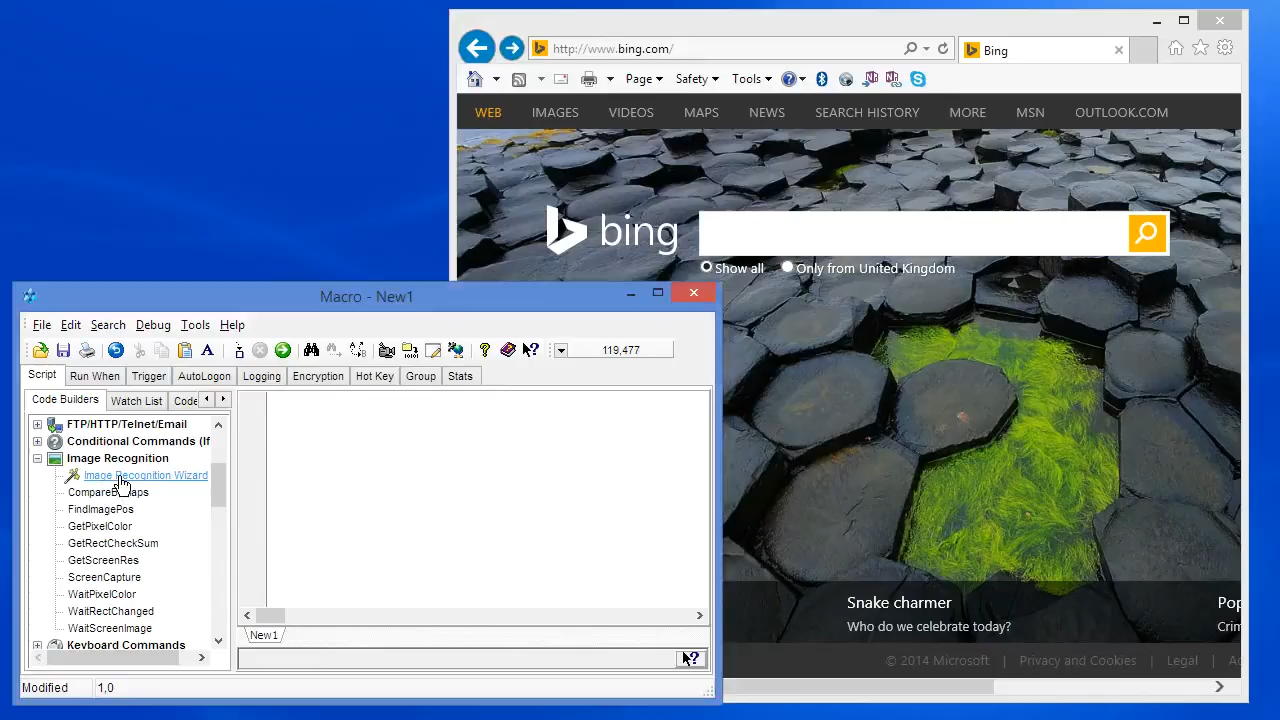 http://www.bing.com/
Bing
Page
Safety
Tools
WEB
IMAGES
VIDEOS
MAPS
NEWS
SEARCH HISTORY
MORE
MSN
OUTLOOK.COM
bing
Show all
Only from United Kingdom
Macro - New1
File
Edit
Search
Debug
Tools
Help
119,477
Script
Run When
Trigger
AutoLogon
Logging
Encryption
Hot Key
Group
Stats
Code Builders
Watch List
Code
FTP/HTTP/Telnet/Email
Conditional Commands (If
Image Recognition
Image Recognition Wizard
FindImagePos
GetPixelColor
GetRectCheckSum
GetScreenRes
ScreenCapture
WaitPixelColor
WaitRectChanged
WaitScreenImage
Keyboard Commands
New1
Modified
1,0
Snake charmer
Who do we celebrate today?
Pop
Crim
© 2014 Microsoft
Privacy and Cookies
Legal